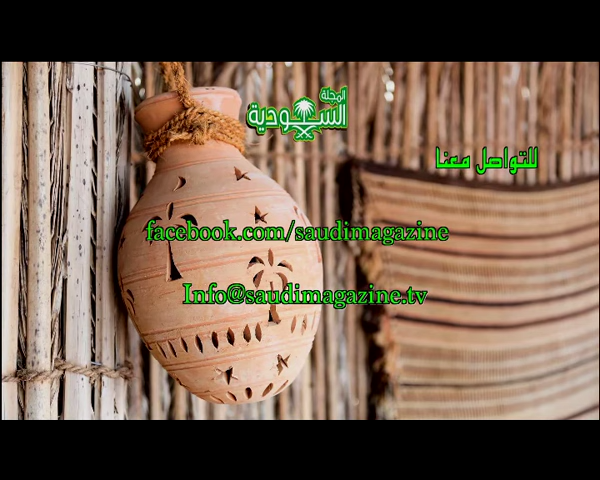 المجلة
السعودية
للتواصل معنا
facebook.com/saudimagazine
Info@saudimagazine.tv